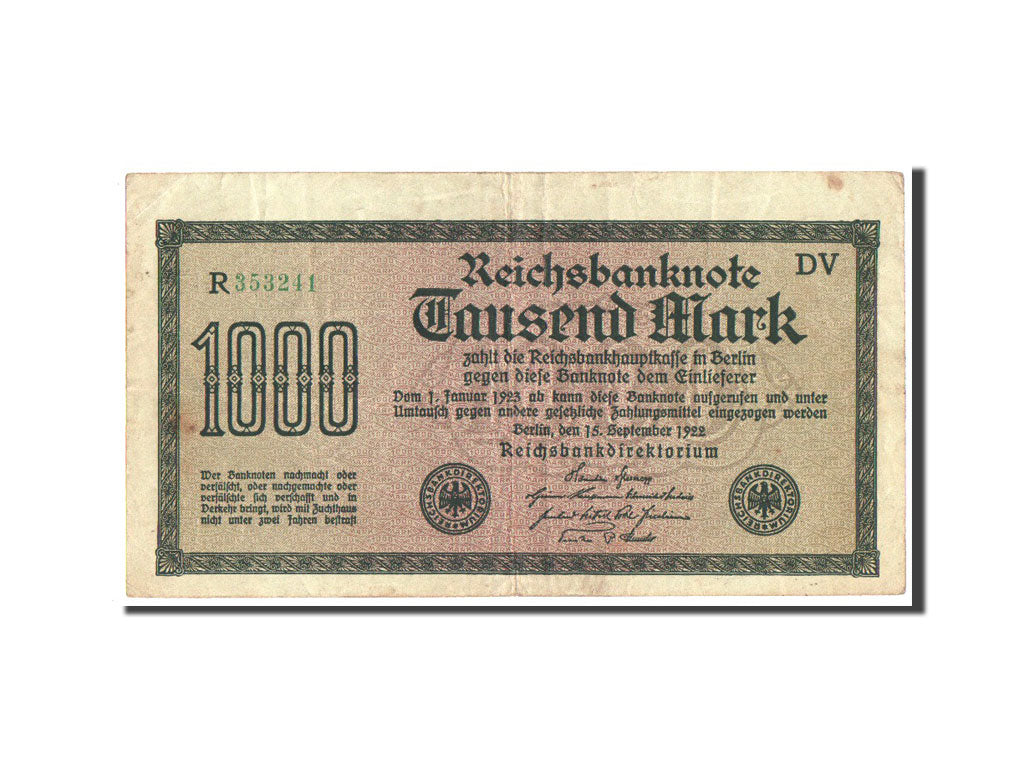 R 353241
DV
Reichsbanknote
Tausend Mark
1000
zahlt die Reichsbankhauptkasse in Berlin
gegen diese Banknote dem Einlieferer
Vom 1. Januar 1923 ab kann diese Banknote aufgerufen und unter
Umtausch gegen andere gesetzliche Zahlungsmittel eingezogen werden
Berlin, den 15. September 1922
Reichsbankdirektorium
Wer Banknoten nachmacht oder
verfälscht, oder nachgemachte oder
verfälschte sich verschafft und in
Verkehr bringt, wird mit Zuchthaus
nicht unter zwei Jahren bestraft
REICHSBANKDIREKTORIUM
REICHSBANKDIREKTORIUM